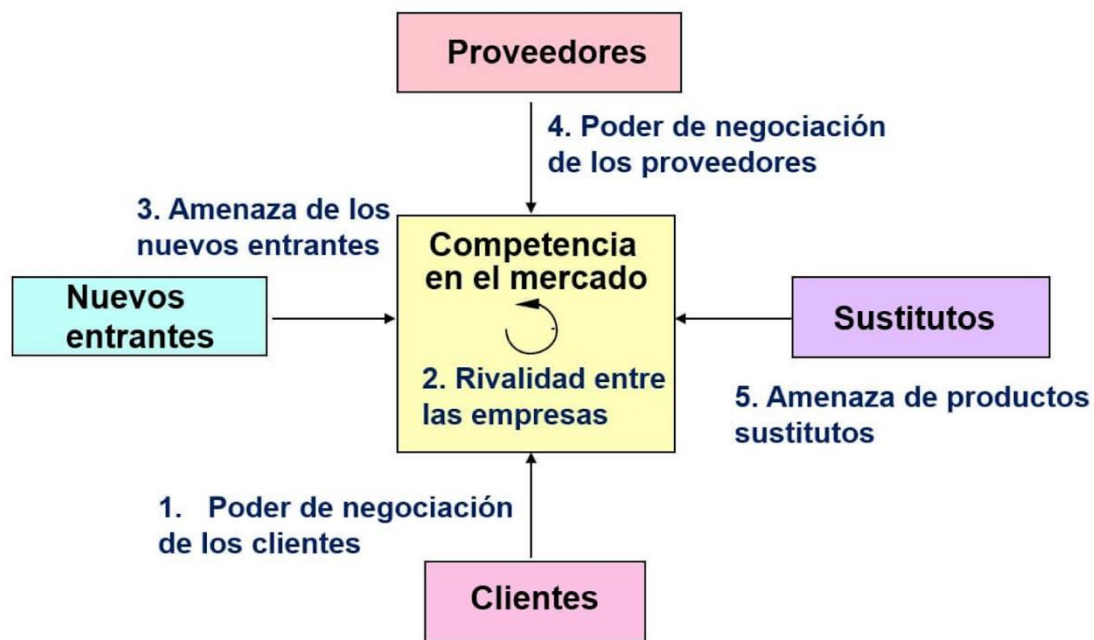 Proveedores
4. Poder de negociación
de los proveedores
3. Amenaza de los
nuevos entrantes
Competencia
en el mercado
Nuevos
entrantes
Sustitutos
2. Rivalidad entre
las empresas
5. Amenaza de productos
sustitutos
1. Poder de negociación
de los clientes
Clientes